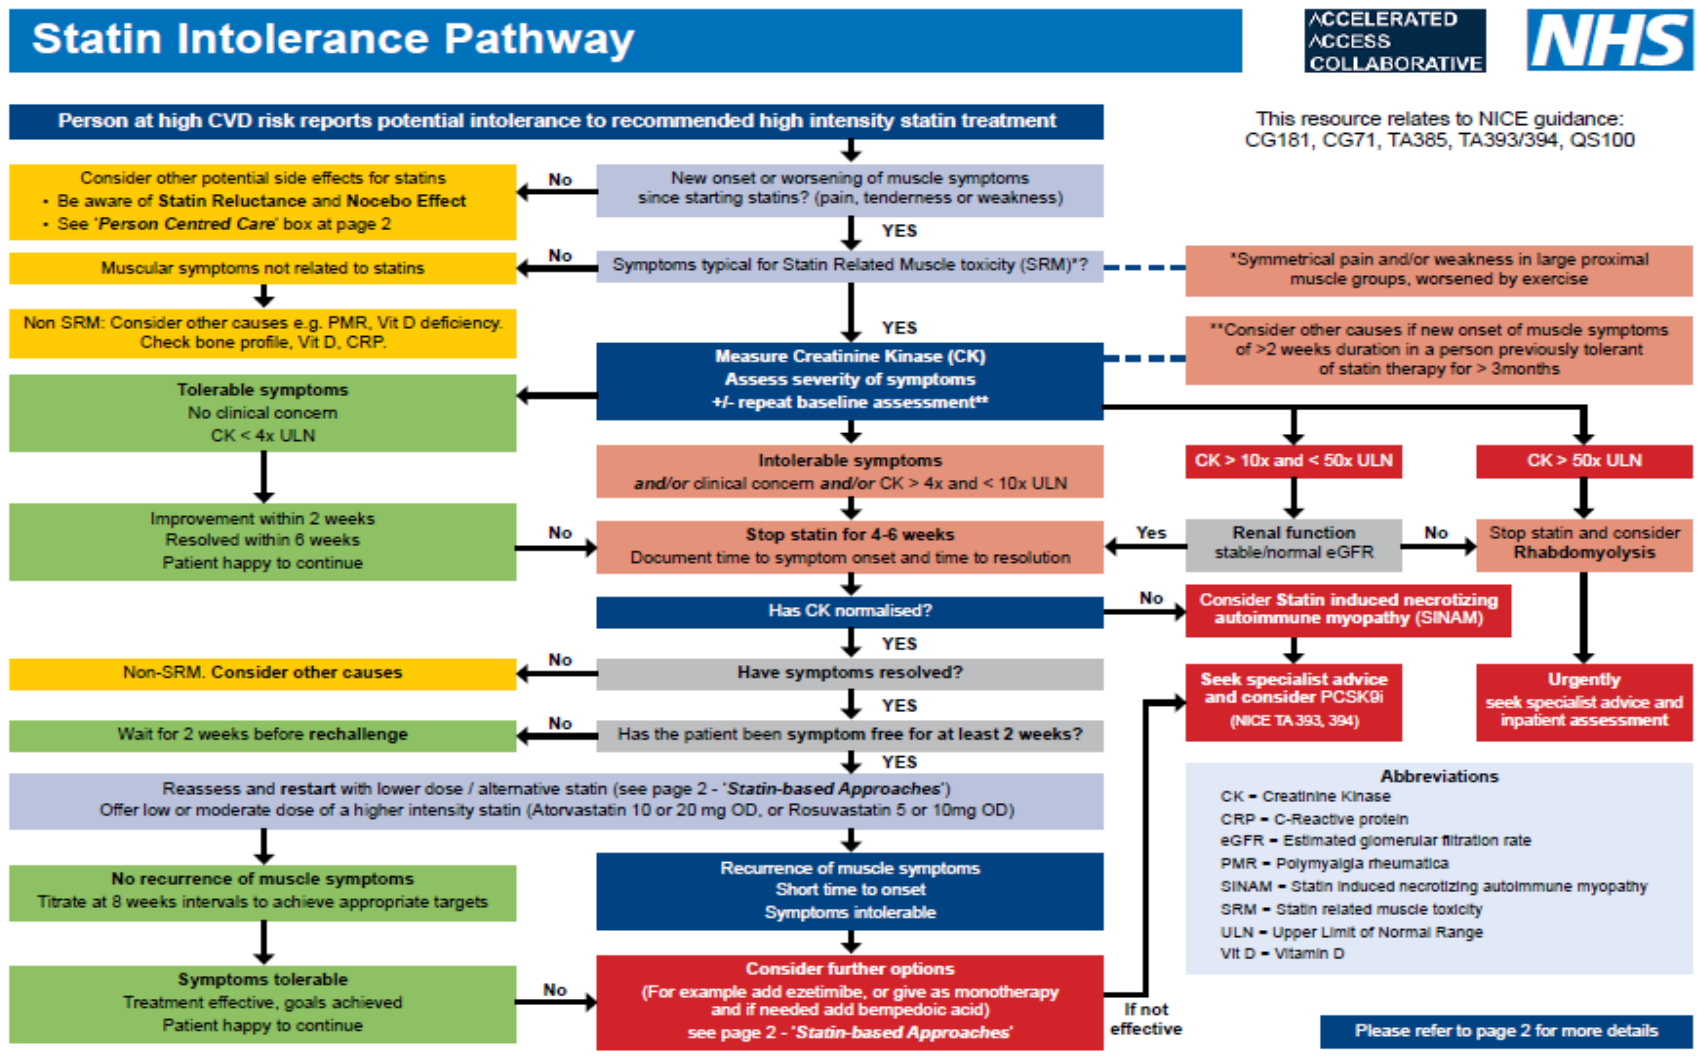 Statin Intolerance Pathway
ACCELERATED
ACCESS
COLLABORATIVE
NHS
Person at high CVD risk reports potential intolerance to recommended high intensity statin treatment
This resource relates to NICE guidance:
CG181, CG71, TA385, TA393/394, QS100
Consider other potential side effects for statins
• Be aware of Statin Reluctance and Nocebo Effect
• See 'Person Centred Care' box at page 2
No
New onset or worsening of muscle symptoms
since starting statins? (pain, tenderness or weakness)
YES
Muscular symptoms not related to statins
No
Symptoms typical for Statin Related Muscle toxicity (SRM)*?
*Symmetrical pain and/or weakness in large proximal
muscle groups, worsened by exercise
Non SRM: Consider other causes e.g. PMR, Vit D deficiency.
Check bone profile, Vit D, CRP.
YES
Measure Creatinine Kinase (CK)
Assess severity of symptoms
+/- repeat baseline assessment**
**Consider other causes if new onset of muscle symptoms
of >2 weeks duration in a person previously tolerant
of statin therapy for > 3months
Tolerable symptoms
No clinical concern
CK < 4x ULN
Intolerable symptoms
and/or clinical concern and/or CK > 4x and < 10x ULN
CK > 10x and < 50x ULN
CK > 50x ULN
Improvement within 2 weeks
Resolved within 6 weeks
Patient happy to continue
No
Stop statin for 4-6 weeks
Document time to symptom onset and time to resolution
Yes
Renal function
stable/normal eGFR
No
Stop statin and consider
Rhabdomyolysis
Has CK normalised?
No
Consider Statin induced necrotizing
autoimmune myopathy (SINAM)
YES
Non-SRM. Consider other causes
No
Have symptoms resolved?
Seek specialist advice
and consider PCSK9i
(NICE TA 393, 394)
Urgently
seek specialist advice and
inpatient assessment
YES
Wait for 2 weeks before rechallenge
No
Has the patient been symptom free for at least 2 weeks?
YES
Reassess and restart with lower dose / alternative statin (see page 2 - 'Statin-based Approaches')
Offer low or moderate dose of a higher intensity statin (Atorvastatin 10 or 20 mg OD, or Rosuvastatin 5 or 10mg OD)
Abbreviations
CK = Creatinine Kinase
CRP = C-Reactive protein
eGFR = Estimated glomerular filtration rate
PMR = Polymyalgia rheumatica
SINAM = Statin induced necrotizing autoimmune myopathy
SRM = Statin related muscle toxicity
ULN = Upper Limit of Normal Range
Vit D = Vitamin D
No recurrence of muscle symptoms
Titrate at 8 weeks intervals to achieve appropriate targets
Recurrence of muscle symptoms
Short time to onset
Symptoms intolerable
Symptoms tolerable
Treatment effective, goals achieved
Patient happy to continue
No
Consider further options
(For example add ezetimibe, or give as monotherapy
and if needed add bempedoic acid)
see page 2 - 'Statin-based Approaches'
If not
effective
Please refer to page 2 for more details